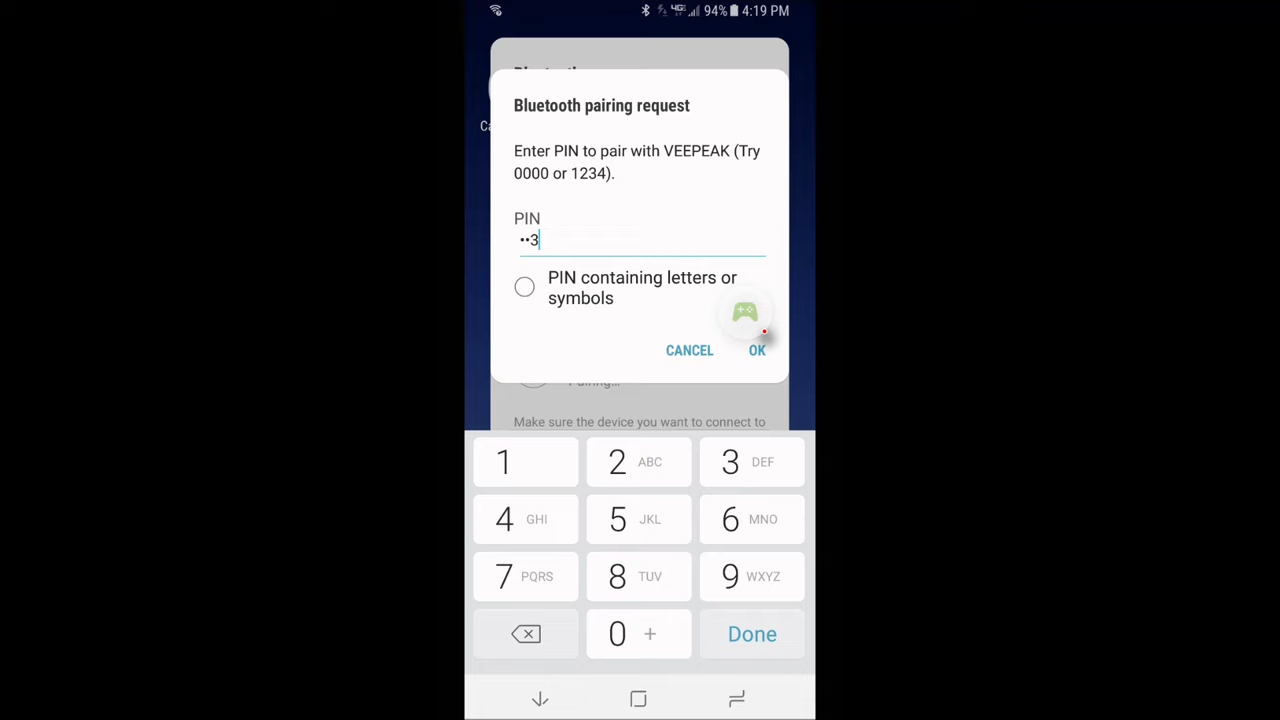 94% 4:19 PM
Bluetooth pairing request
Enter PIN to pair with VEEPEAK (Try
0000 or 1234).
PIN
••3
PIN containing letters or
symbols
CANCEL OK
Pairing...
Make sure the device you want to connect to
1 2 ABC 3 DEF
4 GHI 5 JKL 6 MNO
7 PQRS 8 TUV 9 WXYZ
0 + Done